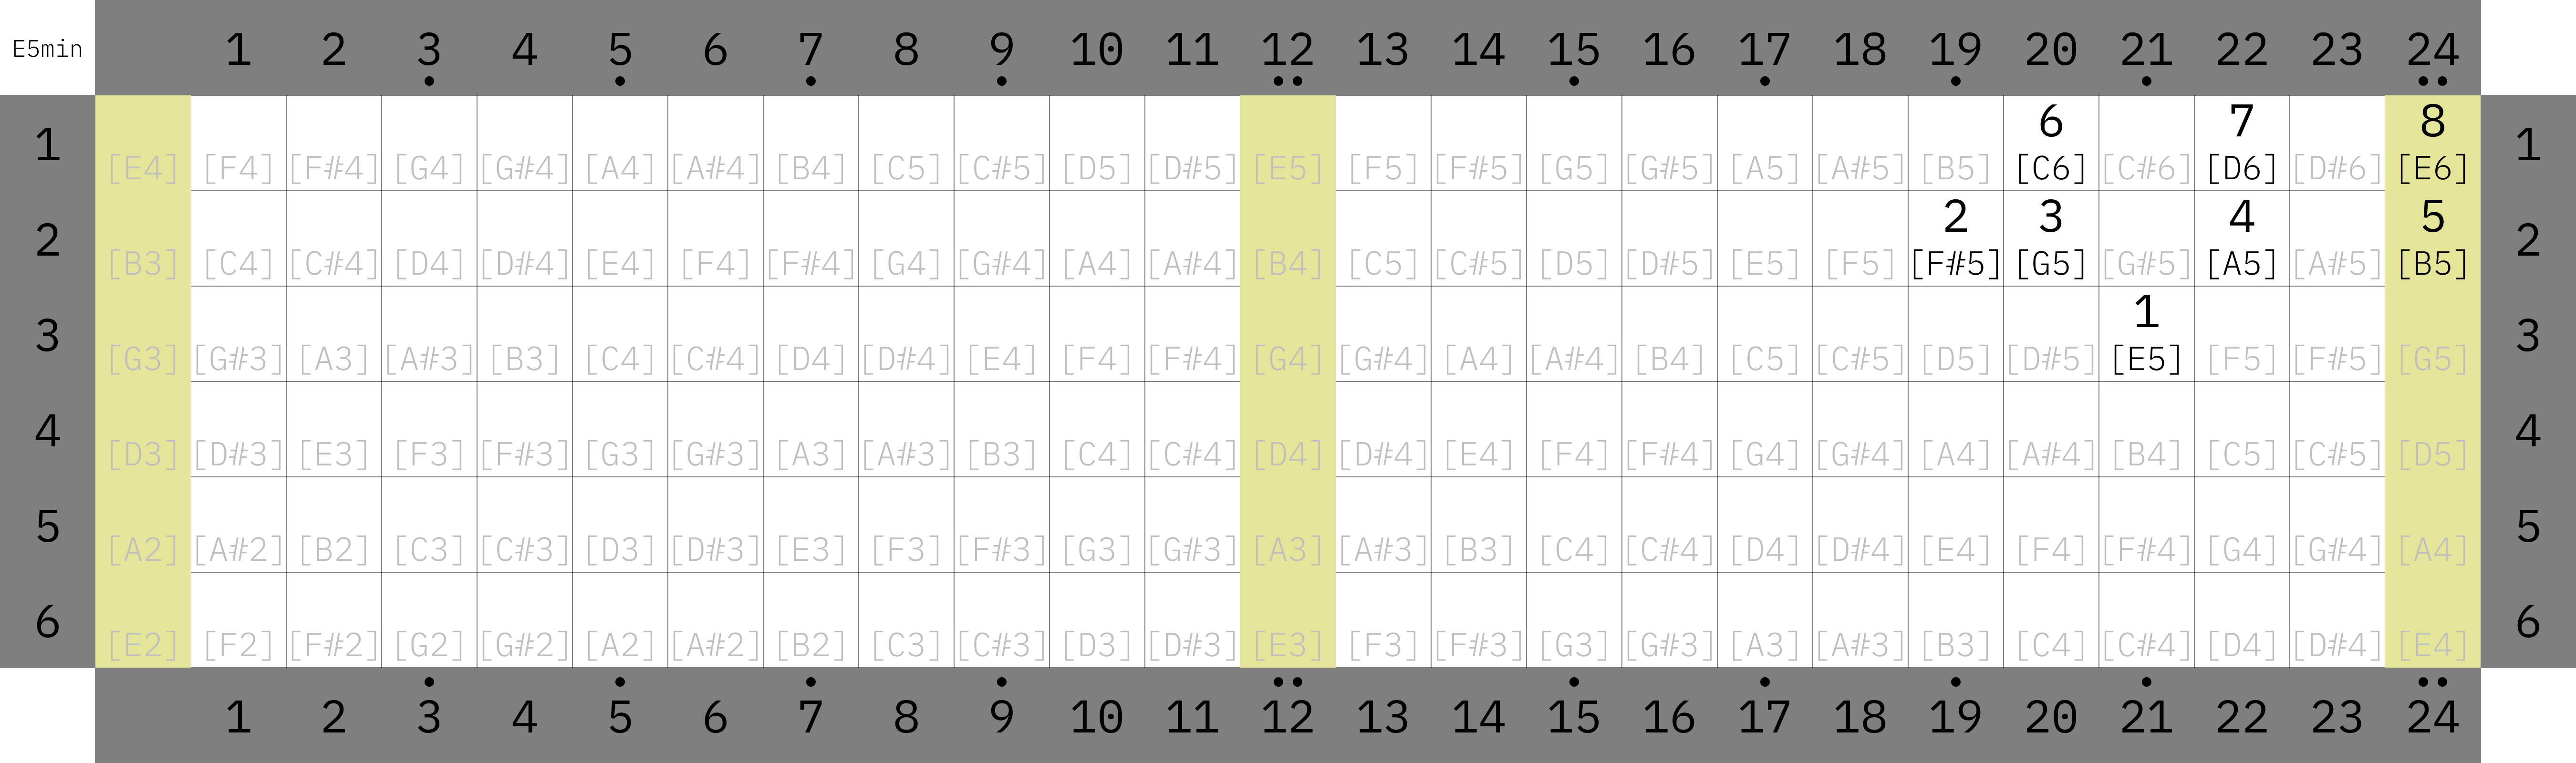 E5min 1 2 3 4 5 6 7 8 9 10 11 12 13 14 15 16 17 18 19 20 21 22 23 24
6 7 8
1 [E4] [F4] [F#4] [G4] [G#4] [A4] [A#4] [B4] [C5] [C#5] [D5] [D#5] [E5] [F5] [F#5] [G5] [G#5] [A5] [A#5] [B5] [C6] [C#6] [D6] [D#6] [E6] 1
2 3 4 5
2 [B3] [C4] [C#4] [D4] [D#4] [E4] [F4] [F#4] [G4] [G#4] [A4] [A#4] [B4] [C5] [C#5] [D5] [D#5] [E5] [F5] [F#5] [G5] [G#5] [A5] [A#5] [B5] 2
1
3 [G3] [G#3] [A3] [A#3] [B3] [C4] [C#4] [D4] [D#4] [E4] [F4] [F#4] [G4] [G#4] [A4] [A#4] [B4] [C5] [C#5] [D5] [D#5] [E5] [F5] [F#5] [G5] 3
4 [D3] [D#3] [E3] [F3] [F#3] [G3] [G#3] [A3] [A#3] [B3] [C4] [C#4] [D4] [D#4] [E4] [F4] [F#4] [G4] [G#4] [A4] [A#4] [B4] [C5] [C#5] [D5] 4
5 [A2] [A#2] [B2] [C3] [C#3] [D3] [D#3] [E3] [F3] [F#3] [G3] [G#3] [A3] [A#3] [B3] [C4] [C#4] [D4] [D#4] [E4] [F4] [F#4] [G4] [G#4] [A4] 5
6 [E2] [F2] [F#2] [G2] [G#2] [A2] [A#2] [B2] [C3] [C#3] [D3] [D#3] [E3] [F3] [F#3] [G3] [G#3] [A3] [A#3] [B3] [C4] [C#4] [D4] [D#4] [E4] 6
1 2 3 4 5 6 7 8 9 10 11 12 13 14 15 16 17 18 19 20 21 22 23 24